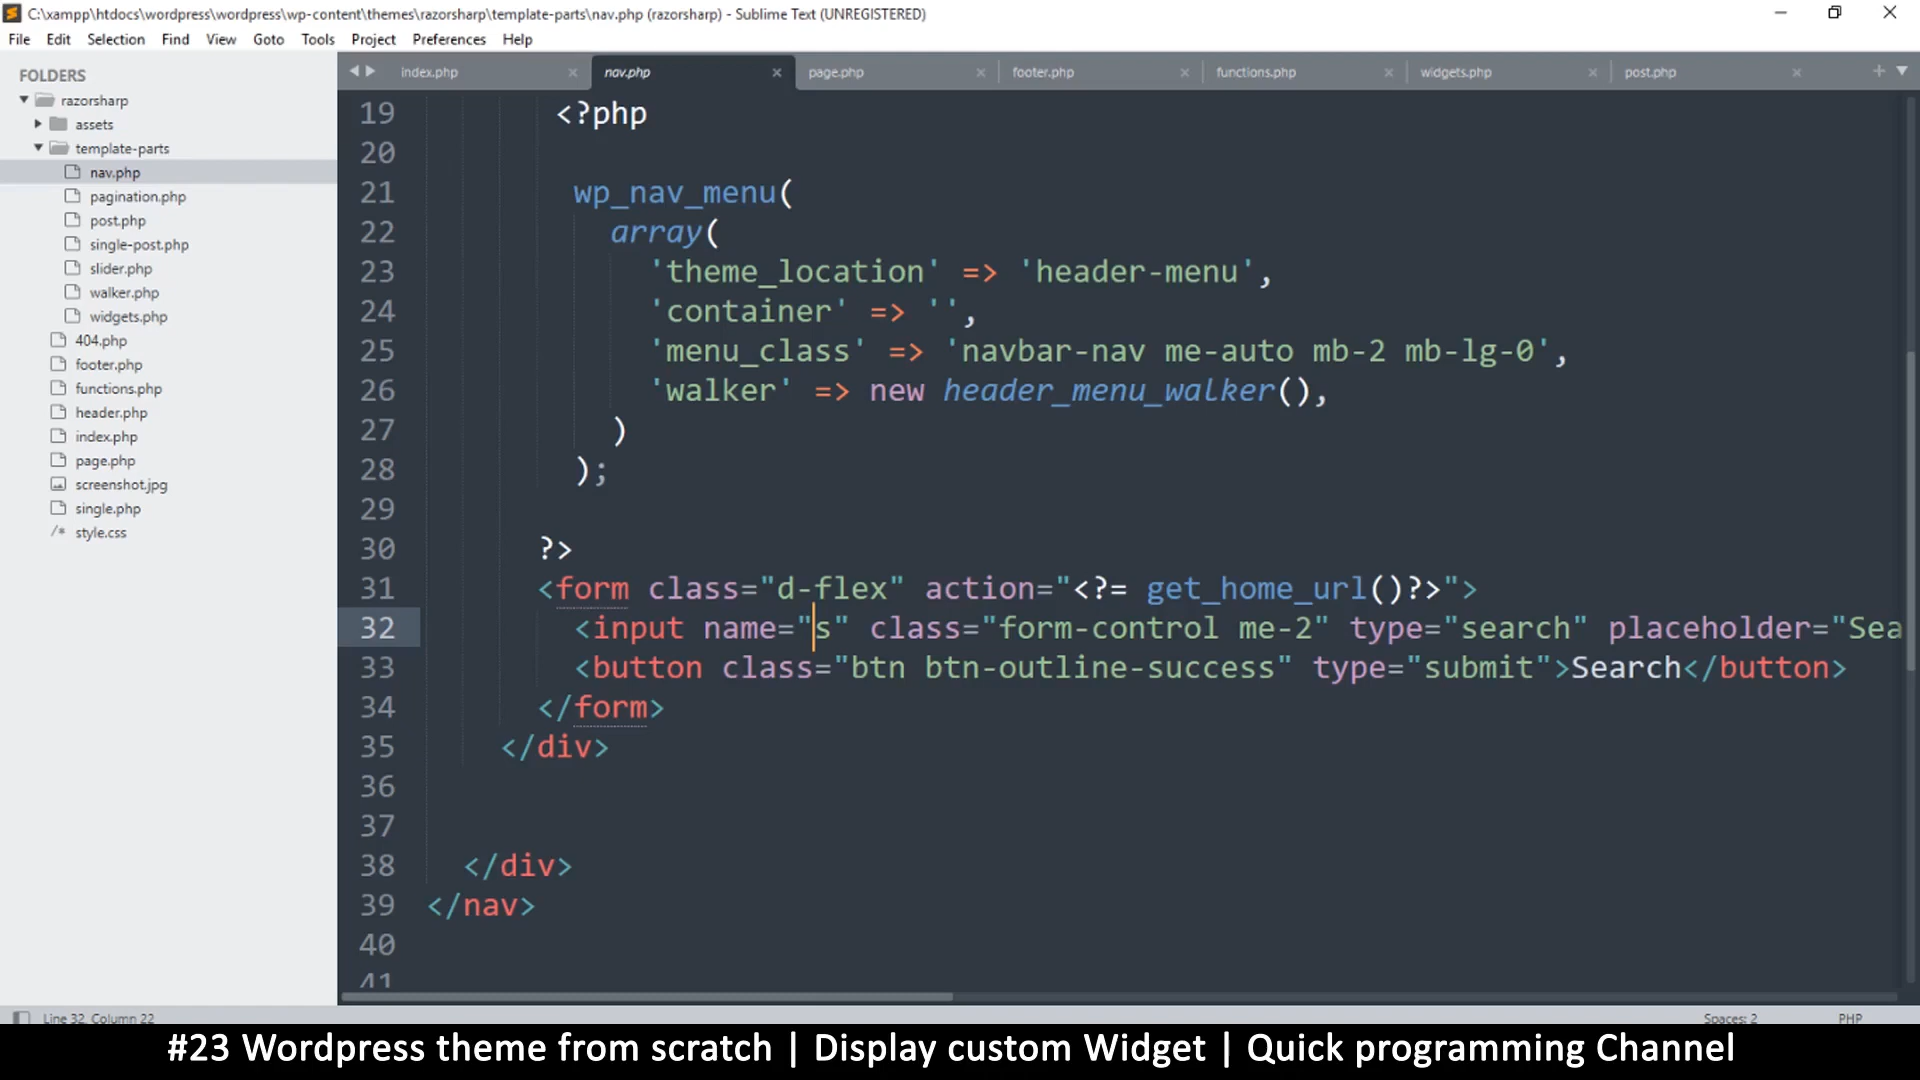 C:\xampp\htdocs\wordpress\wordpress\wp-content\themes\razorsharp\template-parts\nav.php (razorsharp) - Sublime Text (UNREGISTERED)
File Edit Selection Find View Goto Tools Project Preferences Help
FOLDERS
razorsharp
assets
template-parts
nav.php
pagination.php
post.php
single-post.php
slider.php
walker.php
widgets.php
404.php
footer.php
functions.php
header.php
index.php
page.php
screenshot.jpg
single.php
/* style.css
index.php nav.php page.php footer.php functions.php widgets.php post.php
19 <?php
20
21 wp_nav_menu(
22 array(
23 'theme_location' => 'header-menu',
24 'container' => '',
25 'menu_class' => 'navbar-nav me-auto mb-2 mb-lg-0',
26 'walker' => new header_menu_walker(),
27 )
28 );
29
30 ?>
31 <form class="d-flex" action="<?= get_home_url()?>">
32 <input name="s" class="form-control me-2" type="search" placeholder="Sea
33 <button class="btn btn-outline-success" type="submit">Search</button>
34 </form>
35 </div>
36
37
38 </div>
39 </nav>
40
41
Line 32, Column 22 Spaces: 2 PHP
#23 Wordpress theme from scratch | Display custom Widget | Quick programming Channel